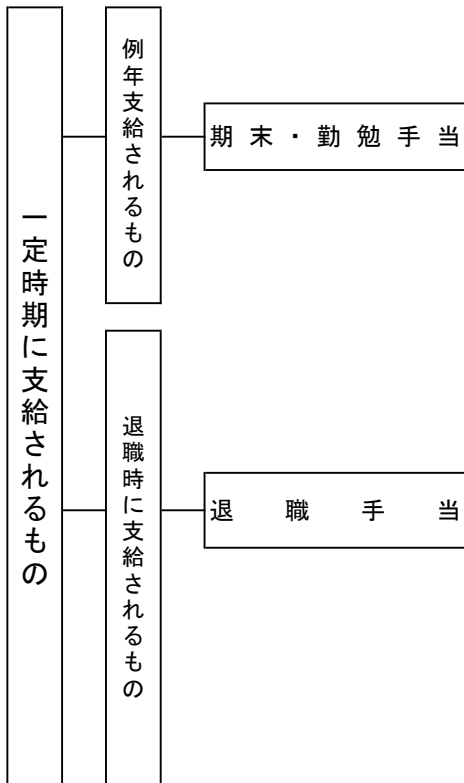 一定時期に支給されるもの
例年支給されるもの
期末・勤勉手当
退職時に支給されるもの
退職手当